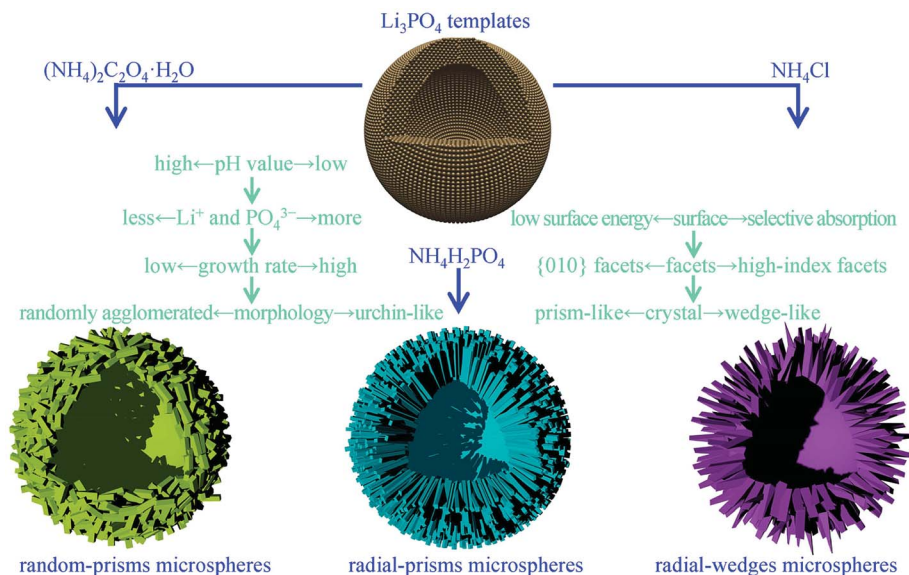 Li₃PO₄ templates
(NH₄)₂C₂O₄·H₂O
NH₄Cl
high←pH value→low
less←Li⁺ and PO₄³⁻→more
low surface energy←surface→selective absorption
NH₄H₂PO₄
low←growth rate→high
{010} facets←facets→high-index facets
randomly agglomerated←morphology→urchin-like
prism-like←crystal→wedge-like
random-prisms microspheres
radial-prisms microspheres
radial-wedges microspheres